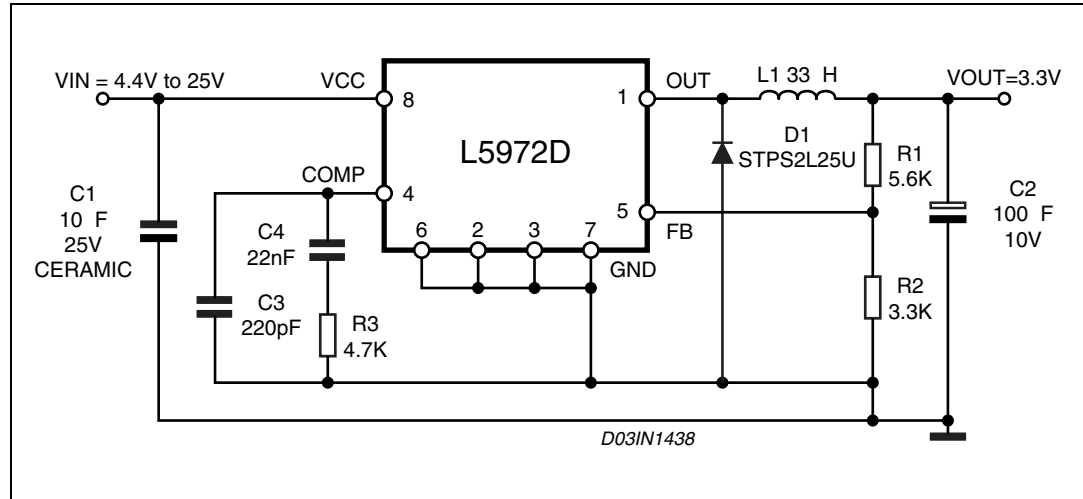 VIN = 4.4V to 25V
VCC
8
1
OUT
L1 33 H
VOUT=3.3V
L5972D
D1
STPS2L25U
R1
5.6K
COMP
4
5
FB
C1
10 F
25V
CERAMIC
C4
22nF
6
2
3
7
GND
C2
100 F
10V
C3
220pF
R3
4.7K
R2
3.3K
D03IN1438